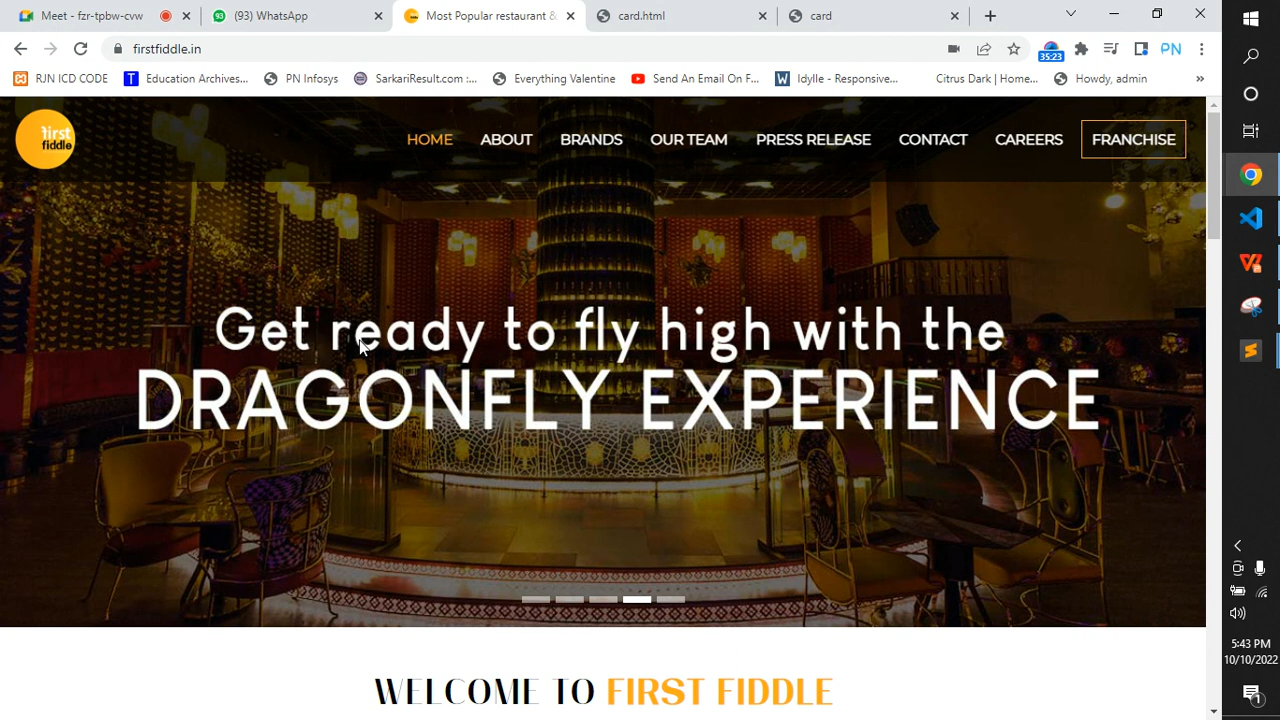 Meet - fzr-tpbw-cvw
(93) WhatsApp
Most Popular restaurant &
card.html
card
firstfiddle.in
35:23
PN
RJN ICD CODE
Education Archives...
PN Infosys
SarkariResult.com :...
Everything Valentine
Send An Email On F...
Idylle - Responsive...
Citrus Dark | Home...
Howdy, admin
»
first
fiddle
HOME
ABOUT
BRANDS
OUR TEAM
PRESS RELEASE
CONTACT
CAREERS
FRANCHISE
Get ready to fly high with the
DRAGONFLY EXPERIENCE
WELCOME TO FIRST FIDDLE
5:43 PM
10/10/2022
1